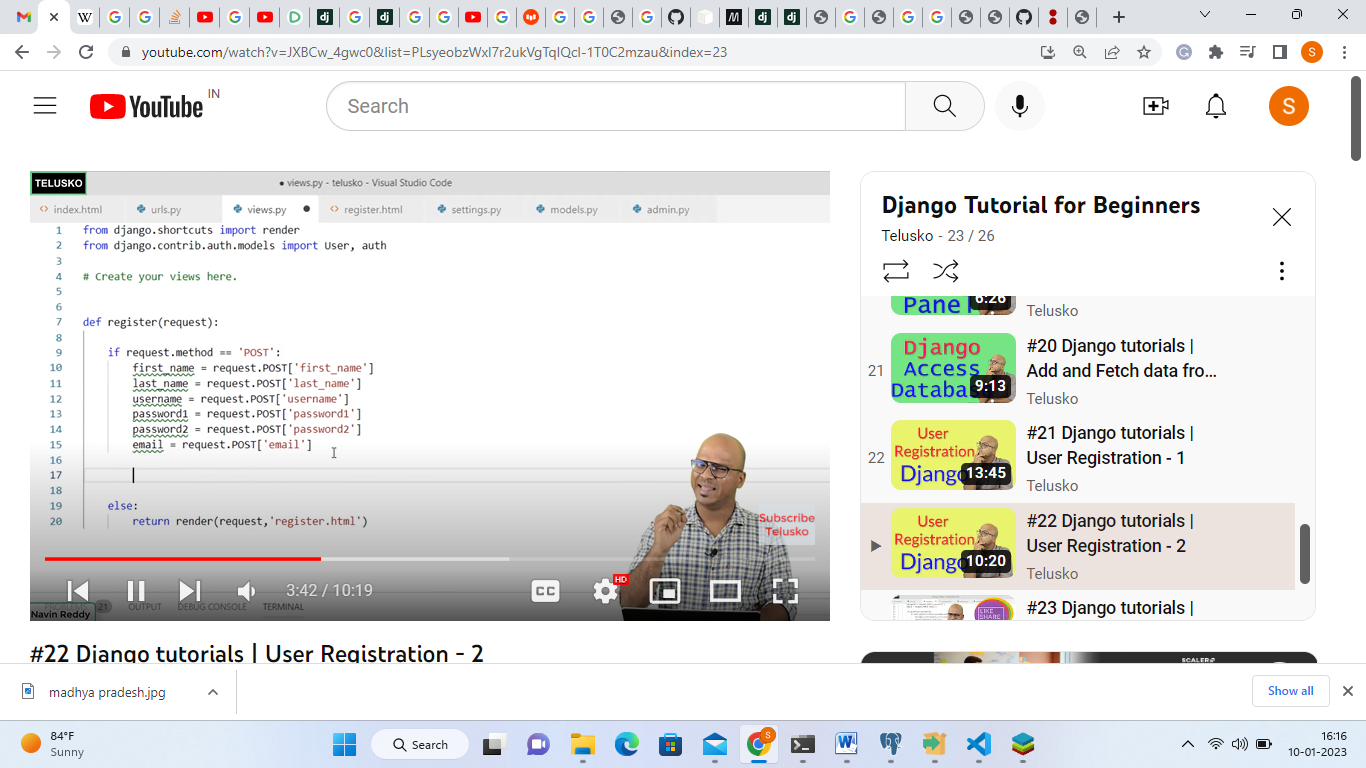 youtube.com/watch?v=JXBCw_4gwc0&list=PLsyeobzWxl7r2ukVgTqIQcl-1T0C2mzau&index=23
S
YouTube IN
Search
S
TELUSKO
● views.py - telusko - Visual Studio Code
index.html urls.py views.py register.html settings.py models.py admin.py
1 from django.shortcuts import render
2 from django.contrib.auth.models import User, auth
3
4 # Create your views here.
5
6
7 def register(request):
8
9 if request.method == 'POST':
10 first_name = request.POST['first_name']
11 last_name = request.POST['last_name']
12 username = request.POST['username']
13 password1 = request.POST['password1']
14 password2 = request.POST['password2']
15 email = request.POST['email']
16
17
18
19 else:
20 return render(request,'register.html')
Subscribe
Telusko
3:42 / 10:19
CC
HD
21 OUTPUT DEBUG CONSOLE TERMINAL
Navin Reddy
#22 Django tutorials | User Registration - 2
Django Tutorial for Beginners
Telusko - 23 / 26
Panel
6:26
Telusko
21
Django
Access
Database
9:13
#20 Django tutorials |
Add and Fetch data fro...
Telusko
22
User
Registration
Django
13:45
#21 Django tutorials |
User Registration - 1
Telusko
User
Registration
Django
10:20
#22 Django tutorials |
User Registration - 2
Telusko
LIKE
SHARE
#23 Django tutorials |
SCALER
madhya pradesh.jpg
Show all
84°F
Sunny
Search
S
16:16
10-01-2023